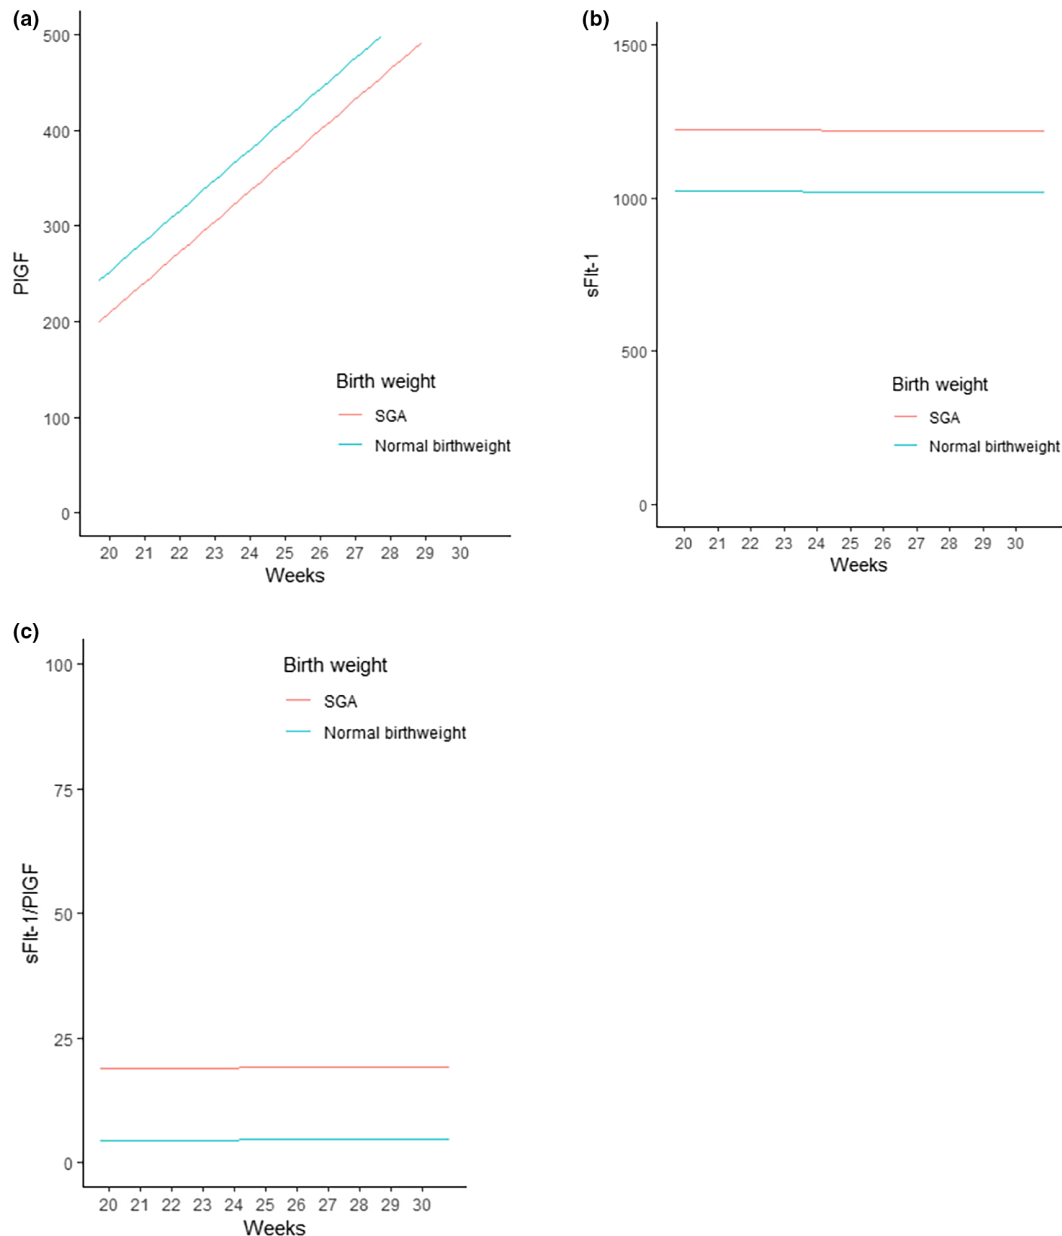 (a)
500
400
300
200
100
0
PlGF
Birth weight
SGA
Normal birthweight
20 21 22 23 24 25 26 27 28 29 30
Weeks
(b)
1500
1000
500
0
sFlt-1
Birth weight
SGA
Normal birthweight
20 21 22 23 24 25 26 27 28 29 30
Weeks
(c)
100
75
50
25
0
sFlt-1/PlGF
Birth weight
SGA
Normal birthweight
20 21 22 23 24 25 26 27 28 29 30
Weeks